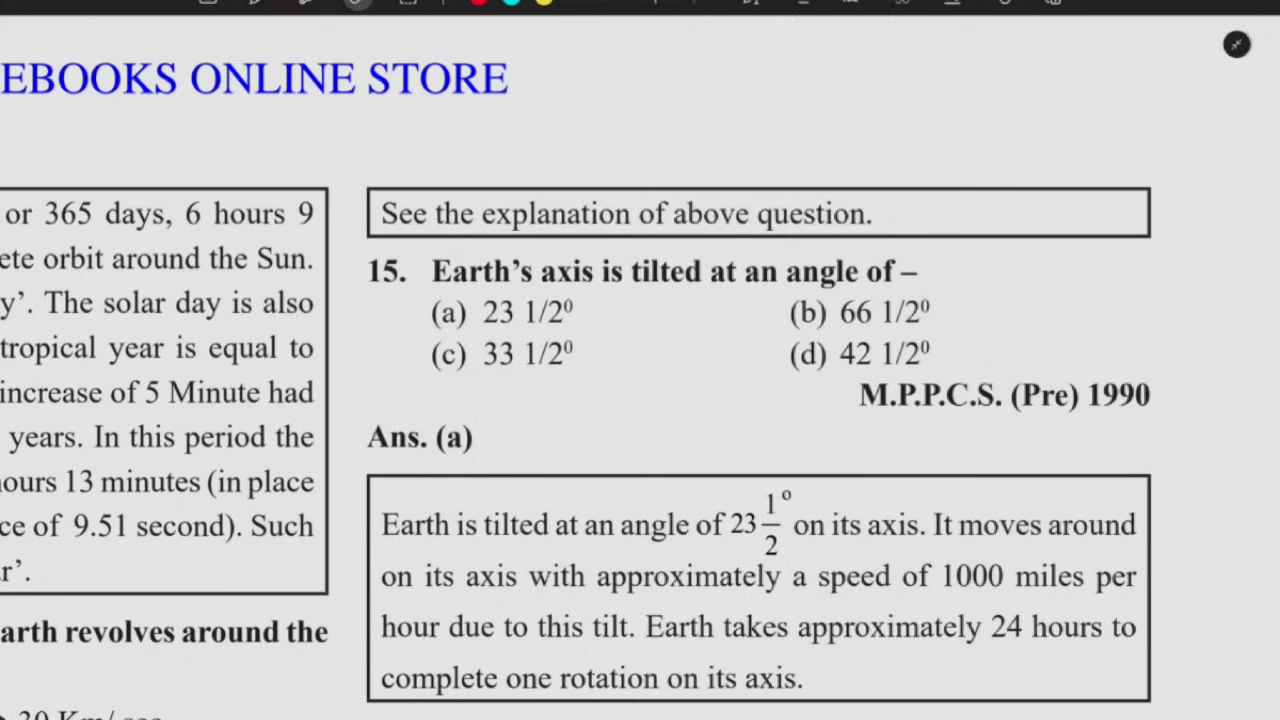 EBOOKS ONLINE STORE
or 365 days, 6 hours 9
ete orbit around the Sun.
y’. The solar day is also
tropical year is equal to
increase of 5 Minute had
years. In this period the
ours 13 minutes (in place
ce of 9.51 second). Such
r’.
arth revolves around the
30 Km/ sec
See the explanation of above question.
15. Earth’s axis is tilted at an angle of –
(a) 23 1/2⁰ (b) 66 1/2⁰
(c) 33 1/2⁰ (d) 42 1/2⁰
M.P.P.C.S. (Pre) 1990
Ans. (a)
Earth is tilted at an angle of 23 1/2° on its axis. It moves around
on its axis with approximately a speed of 1000 miles per
hour due to this tilt. Earth takes approximately 24 hours to
complete one rotation on its axis.